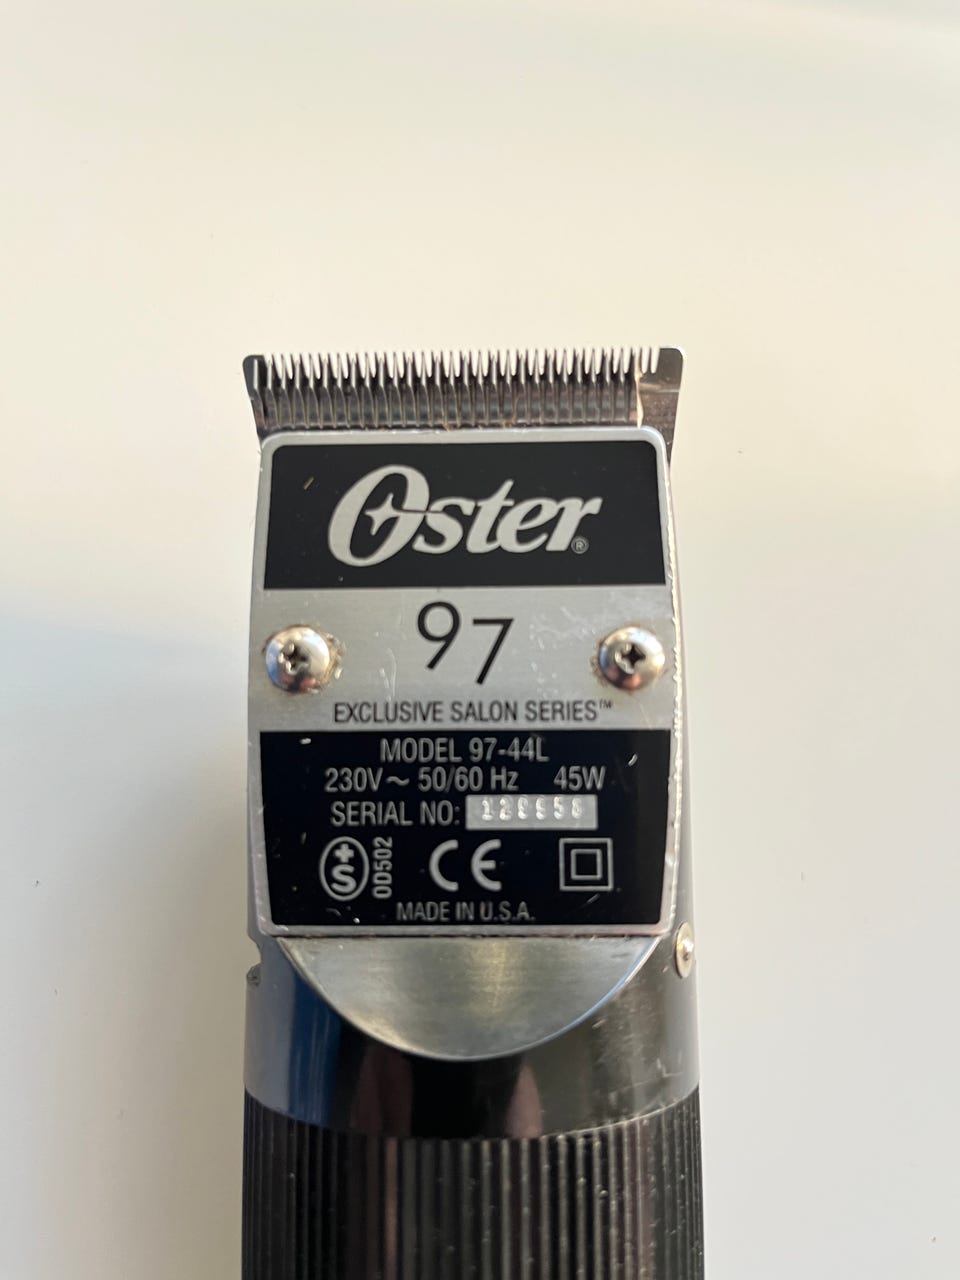 Oster®
97
EXCLUSIVE SALON SERIES™
MODEL 97-44L
230V~ 50/60 Hz 45W
SERIAL NO:
+S OD502 CE
MADE IN U.S.A.